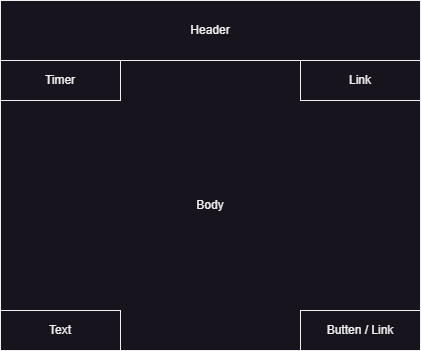 Header
Timer
Link
Body
Text
Butten / Link